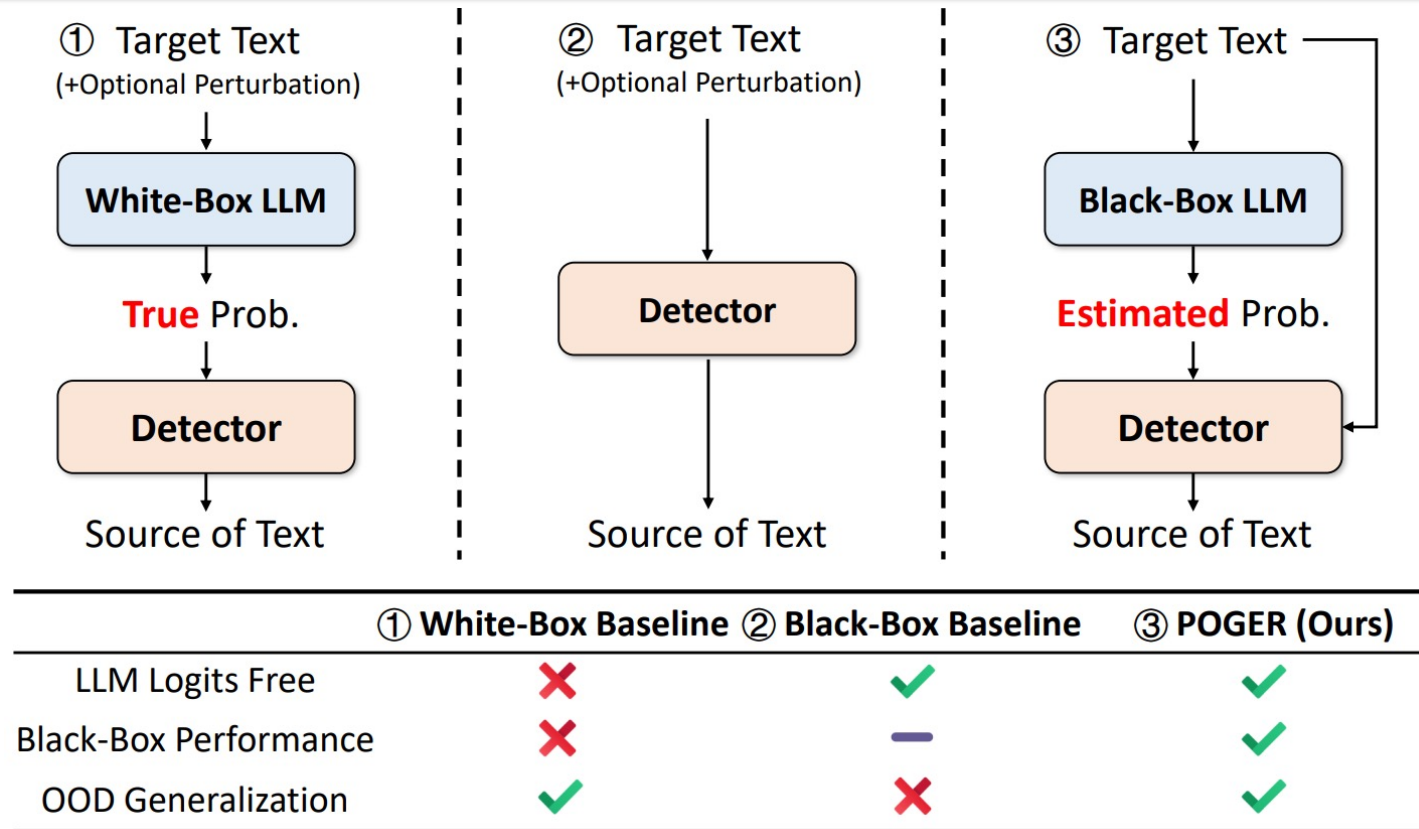 ① Target Text
(+Optional Perturbation)
White-Box LLM
True Prob.
Detector
Source of Text
② Target Text
(+Optional Perturbation)
Detector
Source of Text
③ Target Text
Black-Box LLM
Estimated Prob.
Detector
Source of Text
① White-Box Baseline ② Black-Box Baseline ③ POGER (Ours)
LLM Logits Free ❌ ✔ ✔
Black-Box Performance ❌ ➖ ✔
OOD Generalization ✔ ❌ ✔